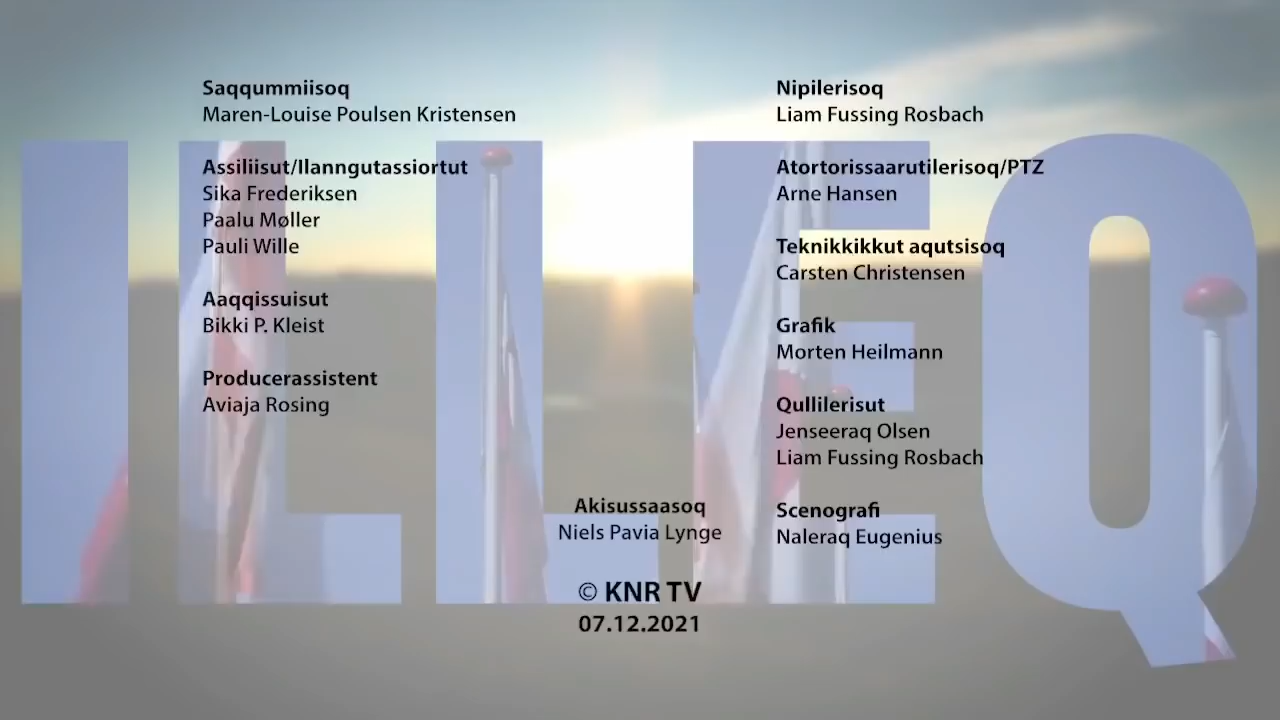 ILLEQ
Saqqummiisoq
Maren-Louise Poulsen Kristensen
Assiliisut/Ilanngutassiortut
Sika Frederiksen
Paalu Møller
Pauli Wille
Aaqqissuisut
Bikki P. Kleist
Producerassistent
Aviaja Rosing
Nipilerisoq
Liam Fussing Rosbach
Atortorissaarutilerisoq/PTZ
Arne Hansen
Teknikkikkut aqutsisoq
Carsten Christensen
Grafik
Morten Heilmann
Qullilerisut
Jenseeraq Olsen
Liam Fussing Rosbach
Scenografi
Naleraq Eugenius
Akisussaasoq
Niels Pavia Lynge
© KNR TV
07.12.2021